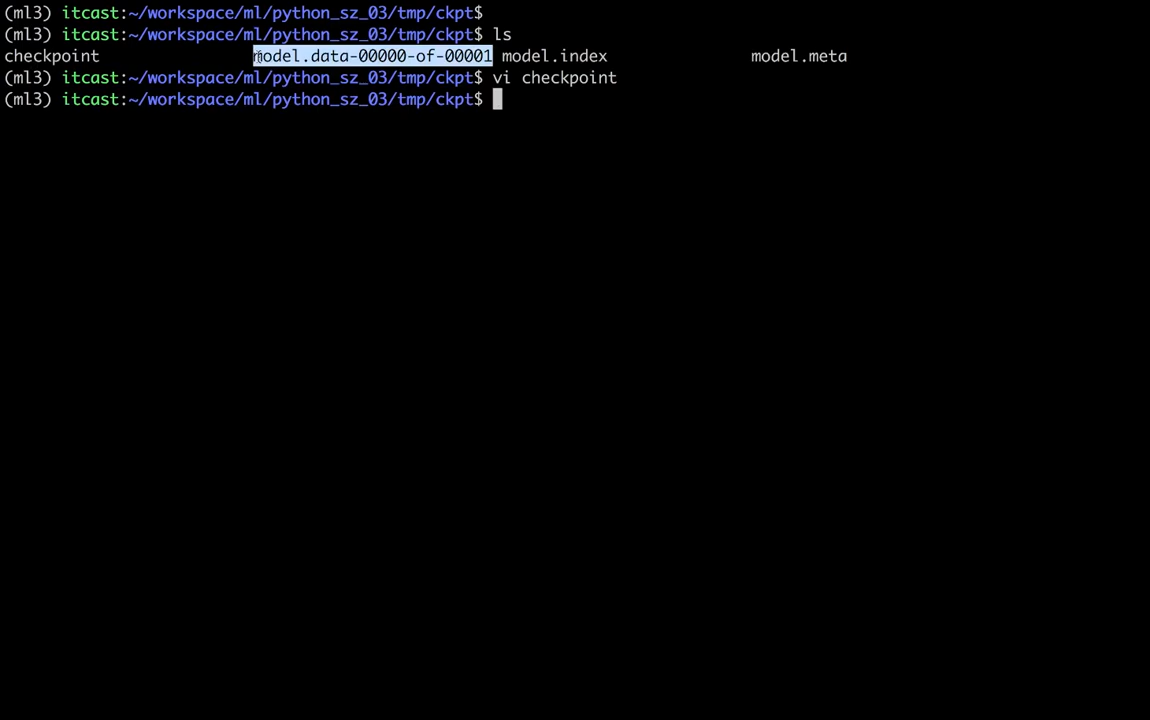 (ml3) itcast:~/workspace/ml/python_sz_03/tmp/ckpt$
(ml3) itcast:~/workspace/ml/python_sz_03/tmp/ckpt$ ls
checkpoint model.data-00000-of-00001 model.index model.meta
(ml3) itcast:~/workspace/ml/python_sz_03/tmp/ckpt$ vi checkpoint
(ml3) itcast:~/workspace/ml/python_sz_03/tmp/ckpt$